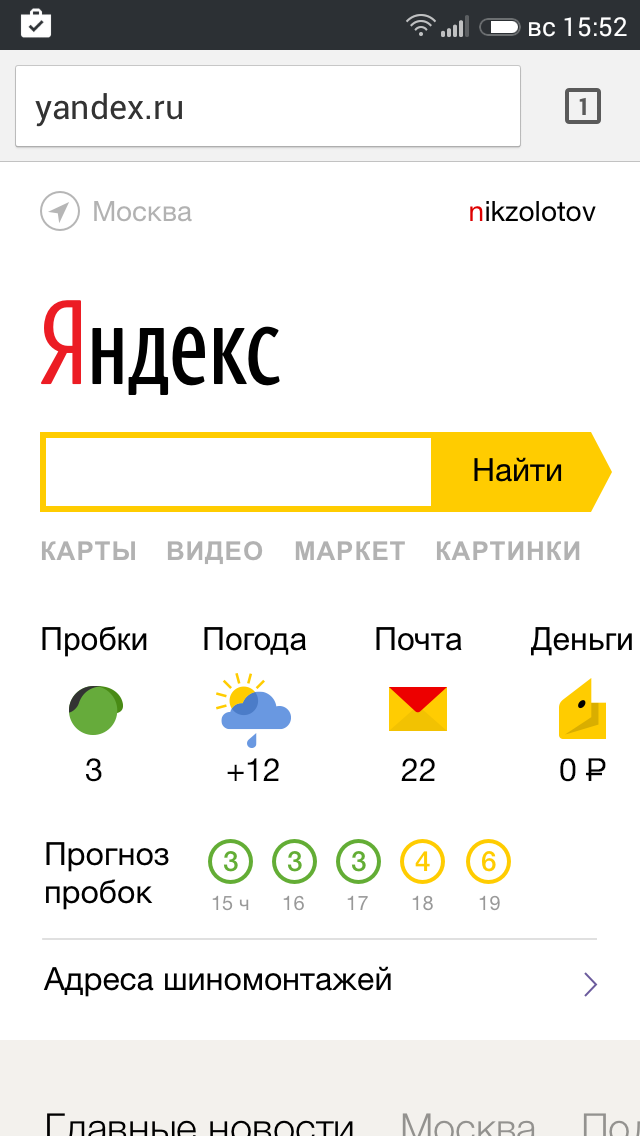 вс 15:52
yandex.ru
1
Москва
nikzolotov
Яндекс
Найти
КАРТЫ ВИДЕО МАРКЕТ КАРТИНКИ
Пробки Погода Почта Деньги
3 +12 22 0 ₽
Прогноз
пробок
3 3 3 4 6
15 ч 16 17 18 19
Адреса шиномонтажей
Главные новости Москва